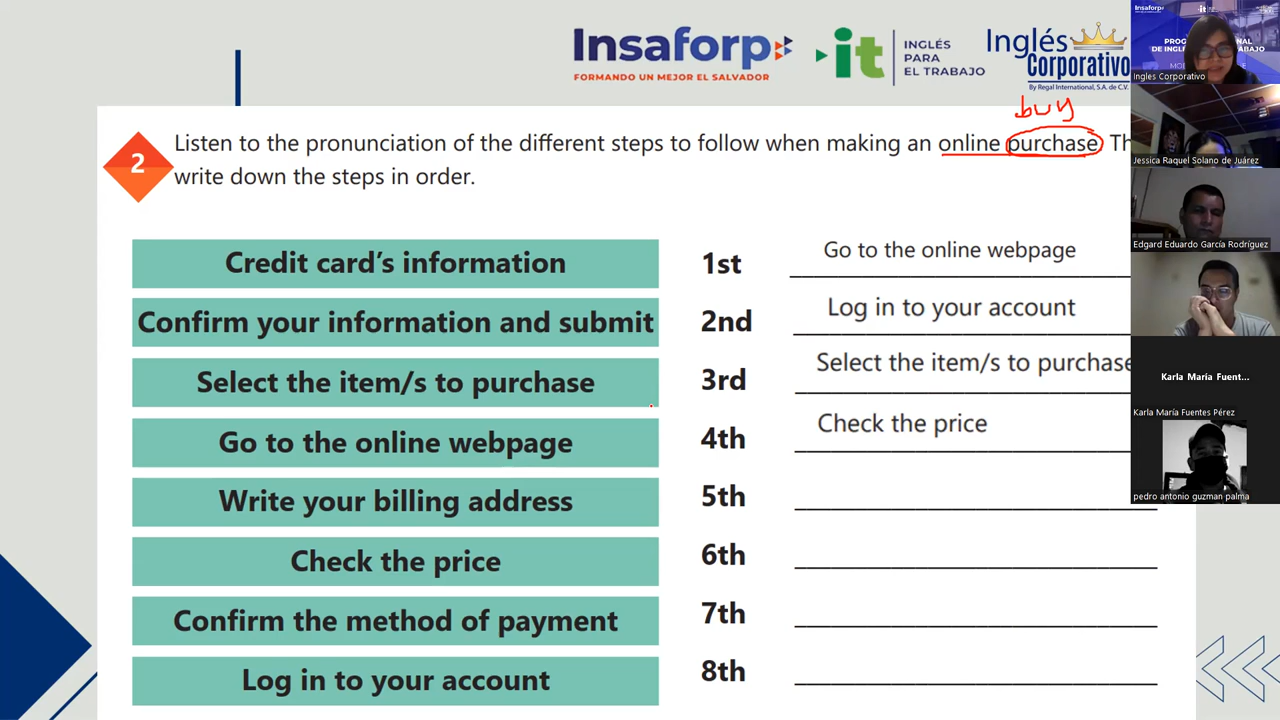 Insaforp
FORMANDO UN MEJOR EL SALVADOR
it
INGLÉS
PARA
EL TRABAJO
Inglés
Corporativo
By Regal International, S.A. de C.V.
buy
2
Listen to the pronunciation of the different steps to follow when making an online purchase. Th
write down the steps in order.
Credit card's information
Confirm your information and submit
Select the item/s to purchase
Go to the online webpage
Write your billing address
Check the price
Confirm the method of payment
Log in to your account
1st Go to the online webpage
2nd Log in to your account
3rd Select the item/s to purchase
4th Check the price
5th
6th
7th
8th
Insaforp
it
Ingles Corporativo
Jessica Raquel Solano de Juárez
Edgard Eduardo García Rodríguez
Karla María Fuent...
Karla María Fuentes Pérez
pedro antonio guzman palma